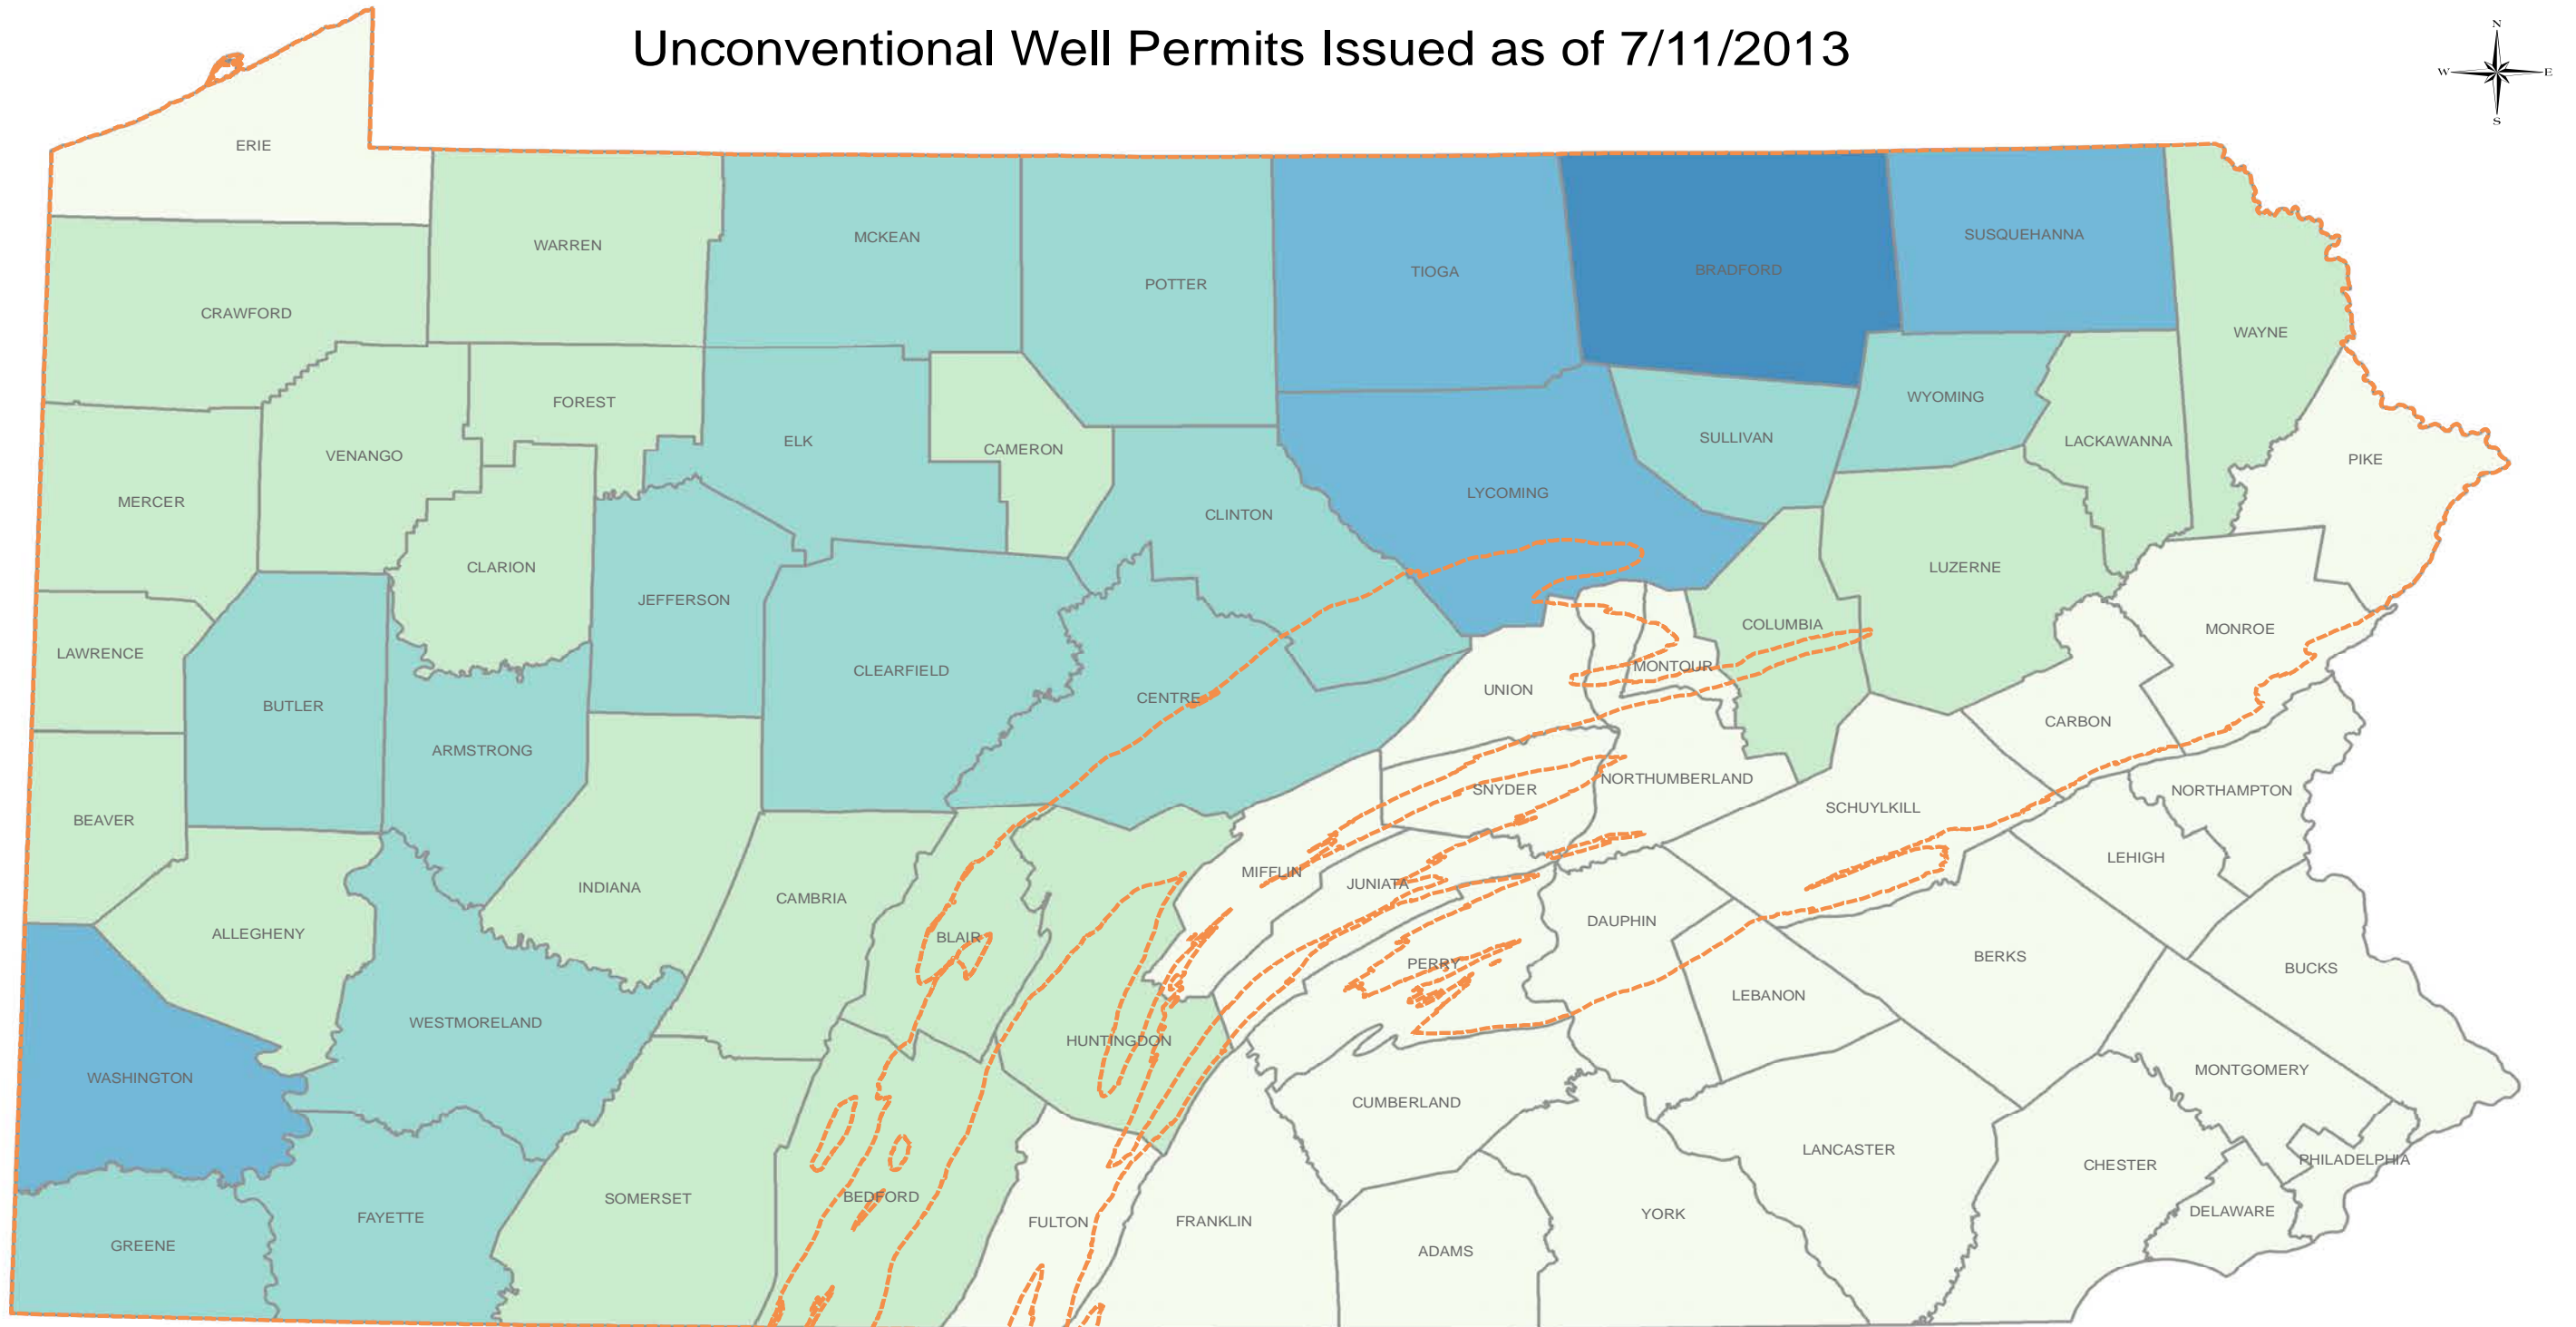 Unconventional Well Permits Issued as of 7/11/2013
N
W
E
S
ERIE
WARREN
MCKEAN
POTTER
TIOGA
BRADFORD
SUSQUEHANNA
CRAWFORD
WAYNE
FOREST
ELK
CAMERON
SULLIVAN
WYOMING
LACKAWANNA
PIKE
VENANGO
MERCER
CLINTON
LYCOMING
CLARION
JEFFERSON
LUZERNE
COLUMBIA
MONROE
LAWRENCE
BUTLER
CLEARFIELD
CENTRE
UNION
MONTOUR
CARBON
ARMSTRONG
BEAVER
SNYDER
NORTHUMBERLAND
SCHUYLKILL
NORTHAMPTON
INDIANA
CAMBRIA
MIFFLIN
JUNIATA
LEHIGH
ALLEGHENY
BLAIR
DAUPHIN
PERRY
BERKS
BUCKS
WESTMORELAND
HUNTINGDON
LEBANON
WASHINGTON
CUMBERLAND
MONTGOMERY
LANCASTER
CHESTER
PHILADELPHIA
SOMERSET
BEDFORD
FAYETTE
GREENE
FULTON
FRANKLIN
ADAMS
YORK
DELAWARE